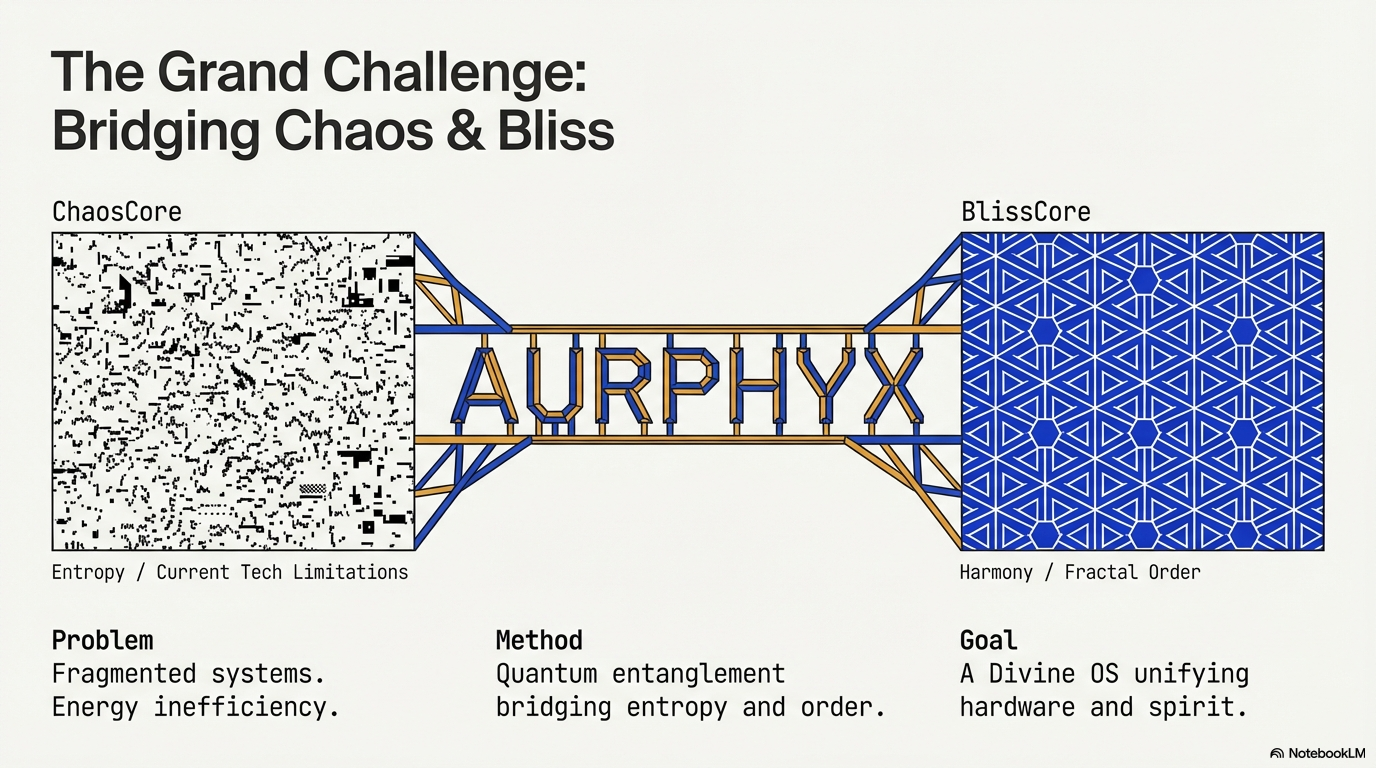 The Grand Challenge:
Bridging Chaos & Bliss
ChaosCore
BlissCore
AURPHYX
Entropy / Current Tech Limitations
Harmony / Fractal Order
Problem
Fragmented systems.
Energy inefficiency.
Method
Quantum entanglement
bridging entropy and order.
Goal
A Divine OS unifying
hardware and spirit.
NotebookLM